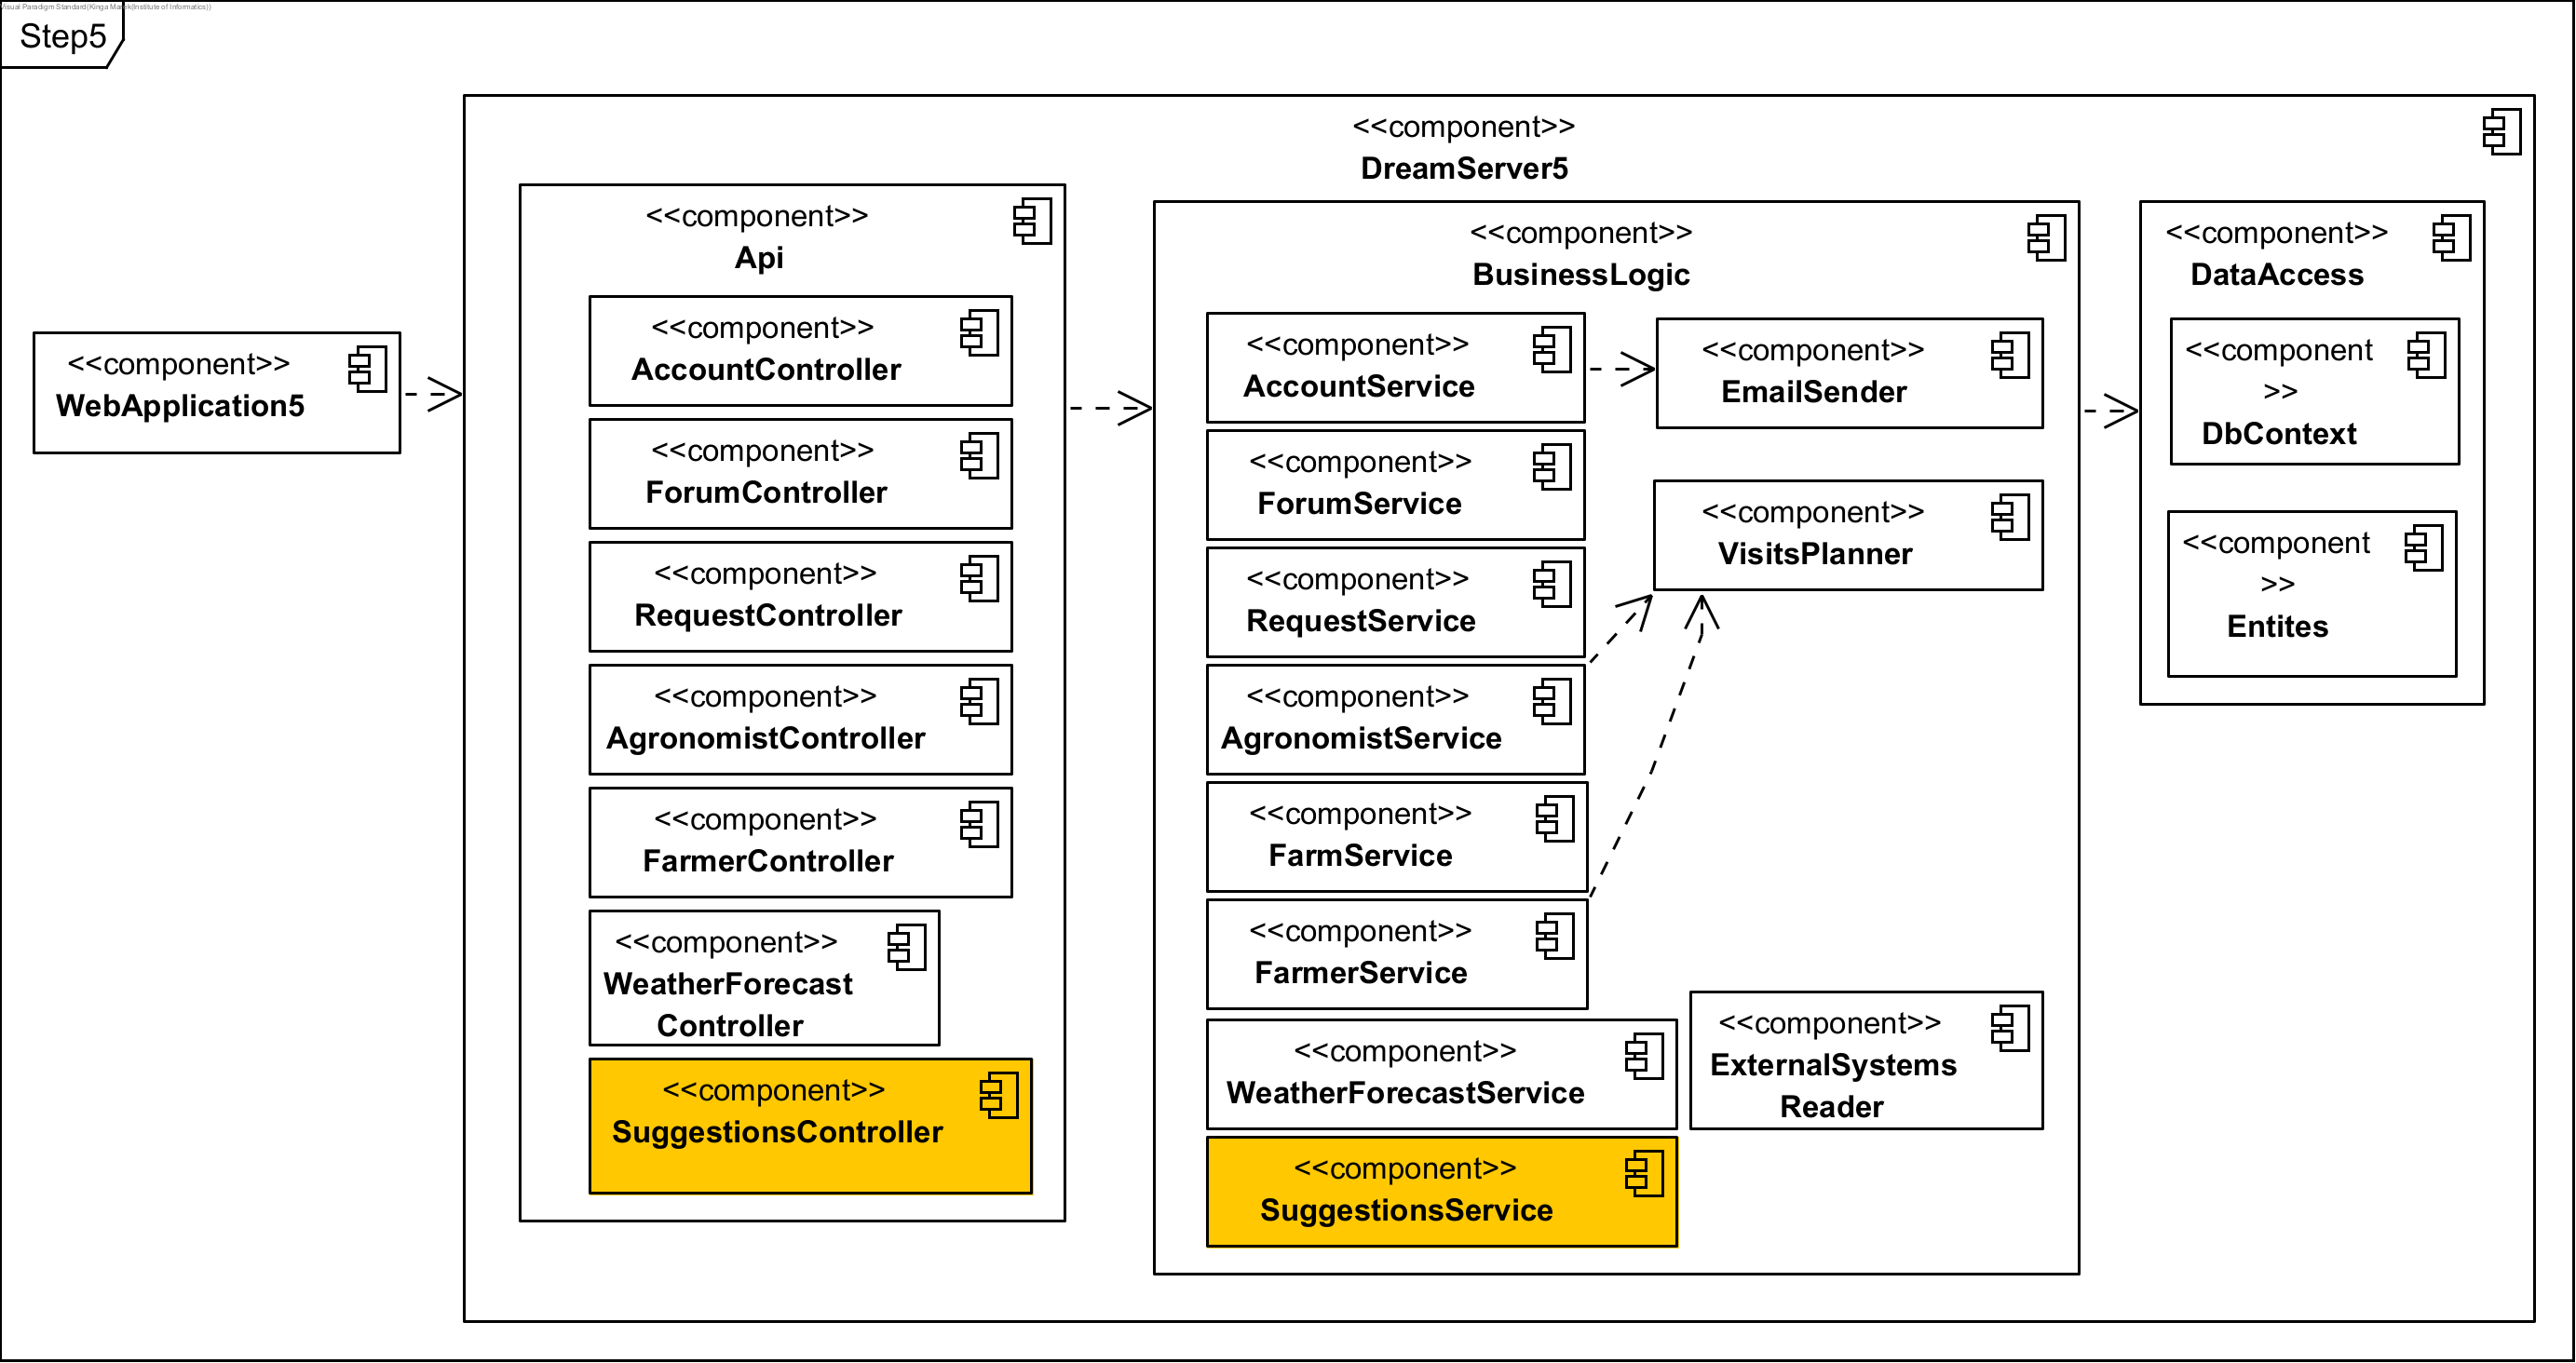 Visual Paradigm Standard(Kinga Marek(Institute of Informatics))
Step5
<<component>>
DreamServer5
<<component>>
WebApplication5
<<component>>
Api
<<component>>
AccountController
<<component>>
ForumController
<<component>>
RequestController
<<component>>
AgronomistController
<<component>>
FarmerController
<<component>>
WeatherForecast
Controller
<<component>>
SuggestionsController
<<component>>
BusinessLogic
<<component>>
AccountService
<<component>>
ForumService
<<component>>
RequestService
<<component>>
AgronomistService
<<component>>
FarmService
<<component>>
FarmerService
<<component>>
WeatherForecastService
<<component>>
SuggestionsService
<<component>>
EmailSender
<<component>>
VisitsPlanner
<<component>>
ExternalSystems
Reader
<<component>>
DataAccess
<<component
>>
DbContext
<<component
>>
Entites